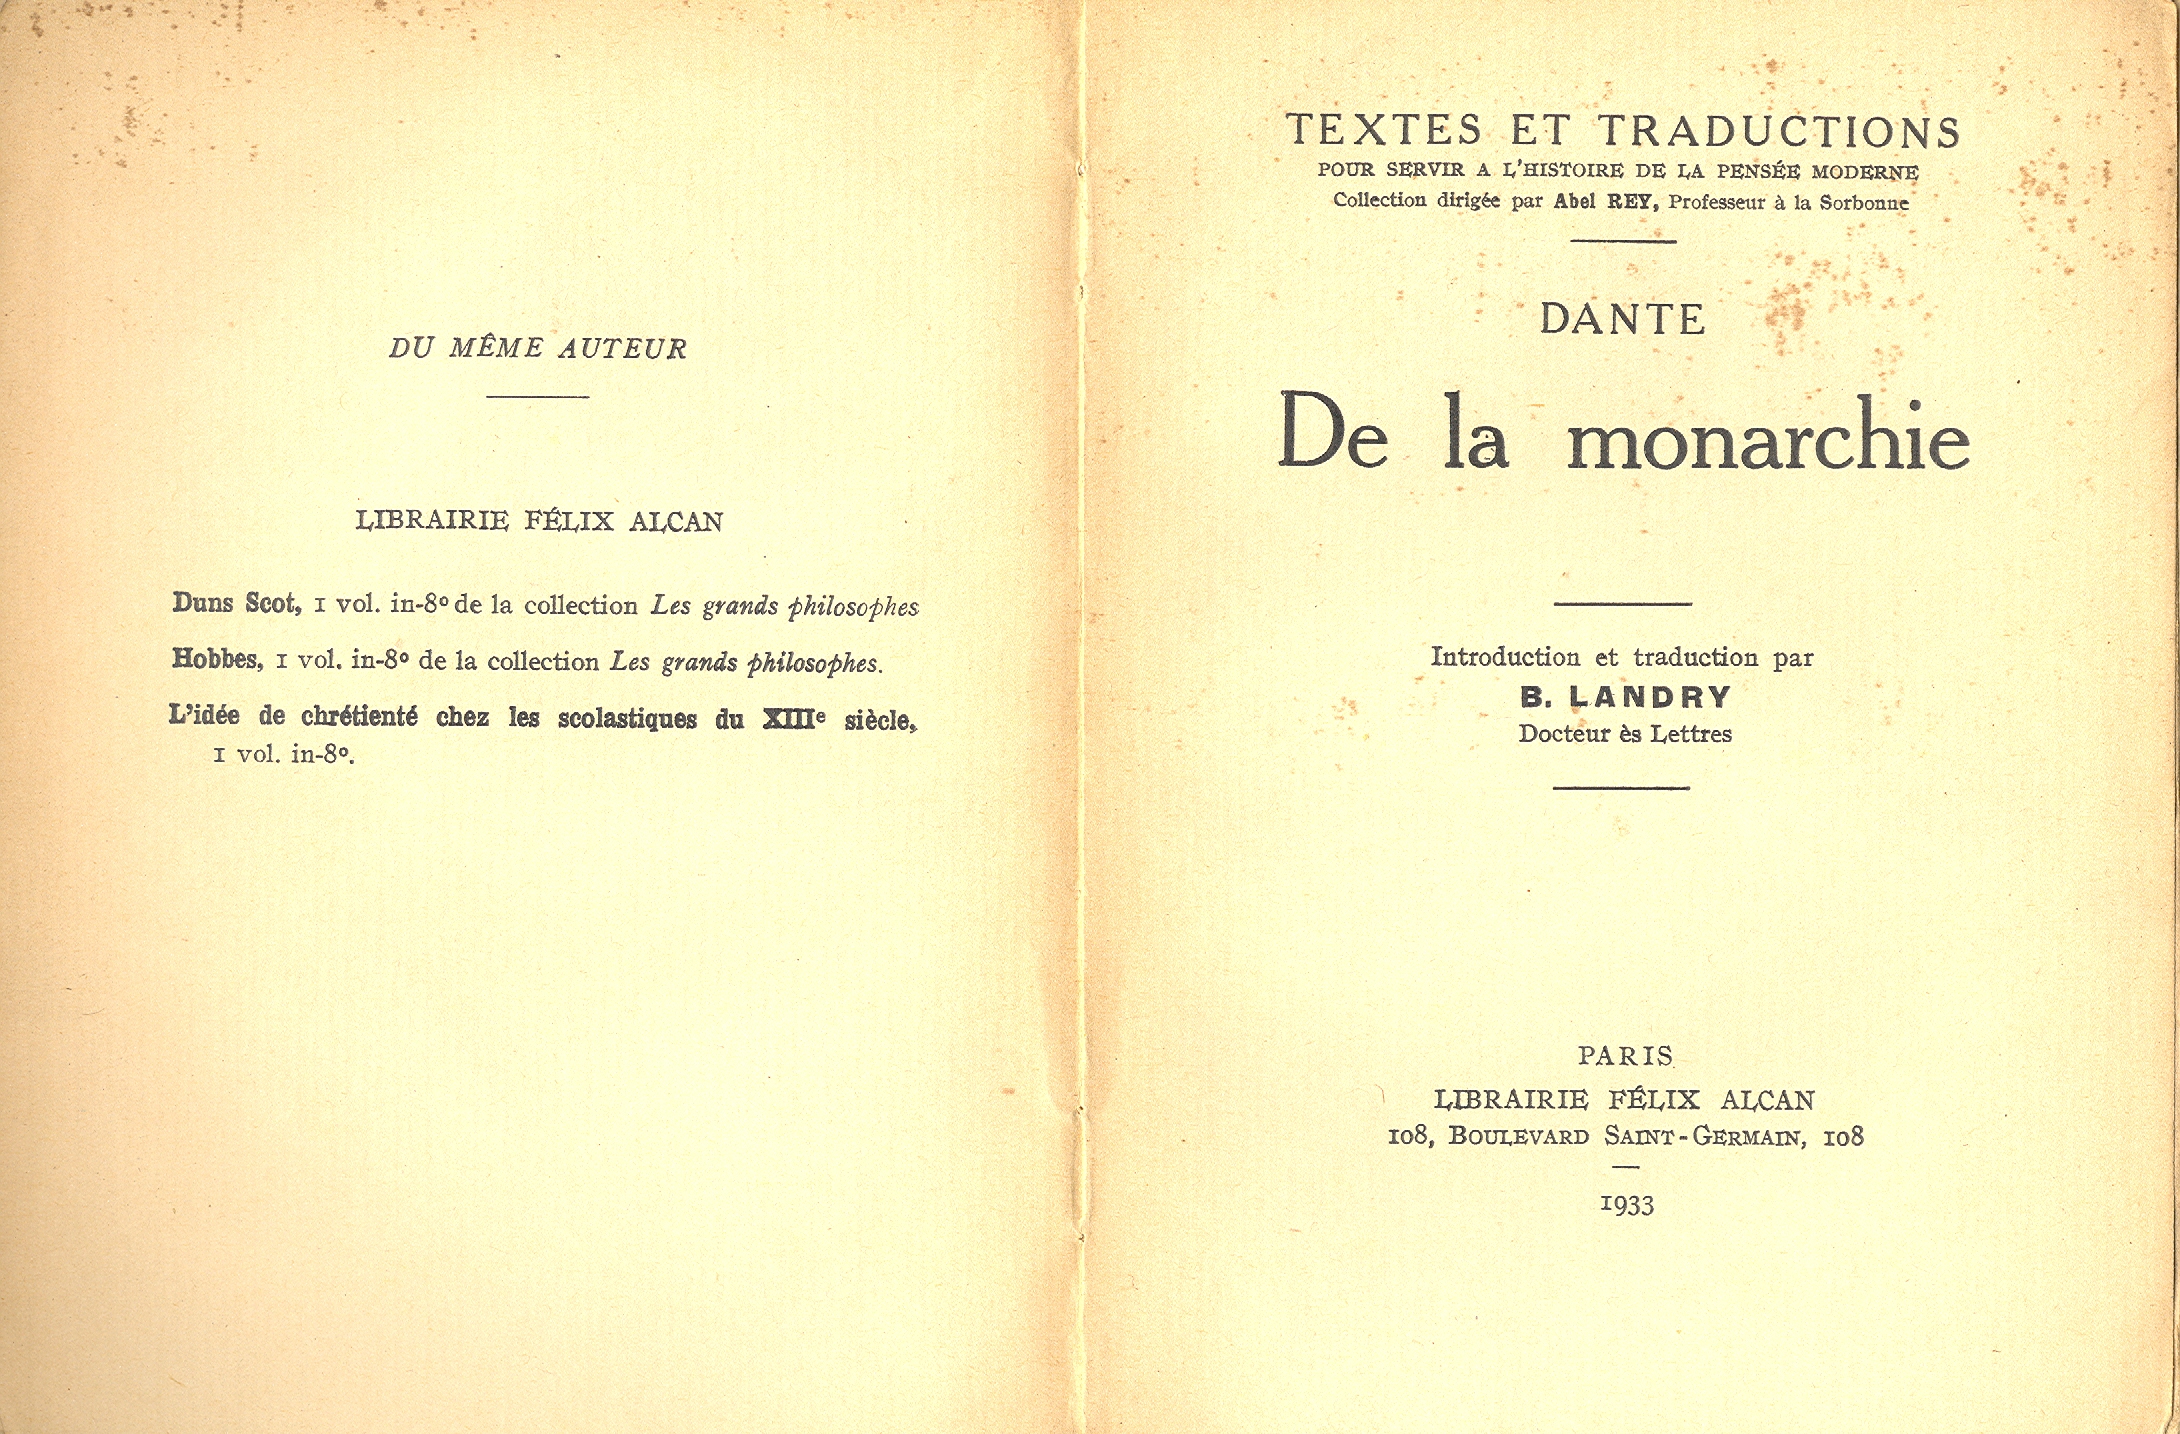 DU MÊME AUTEUR
LIBRAIRIE FÉLIX ALCAN
Duns Scot, 1 vol. in-8º de la collection Les grands philosophes
Hobbes, 1 vol. in-8º de la collection Les grands philosophes.
L'idée de chrétienté chez les scolastiques du XIIIe siècle,
1 vol. in-8º.
TEXTES ET TRADUCTIONS
POUR SERVIR A L'HISTOIRE DE LA PENSÉE MODERNE
Collection dirigée par Abel REY, Professeur à la Sorbonne
DANTE
De la monarchie
Introduction et traduction par
B. LANDRY
Docteur ès Lettres
PARIS
LIBRAIRIE FÉLIX ALCAN
108, BOULEVARD SAINT-GERMAIN, 108
1933